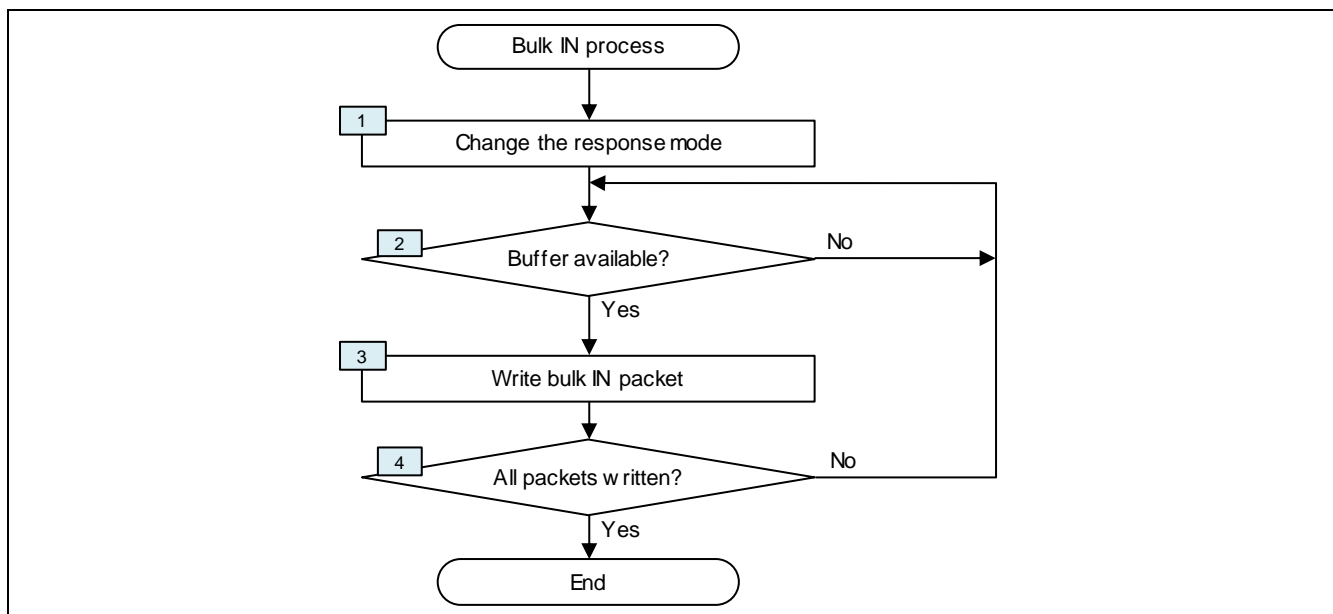 Bulk IN process
1
Change the response mode
2
Buffer available?
No
Yes
3
Write bulk IN packet
4
All packets written?
No
Yes
End